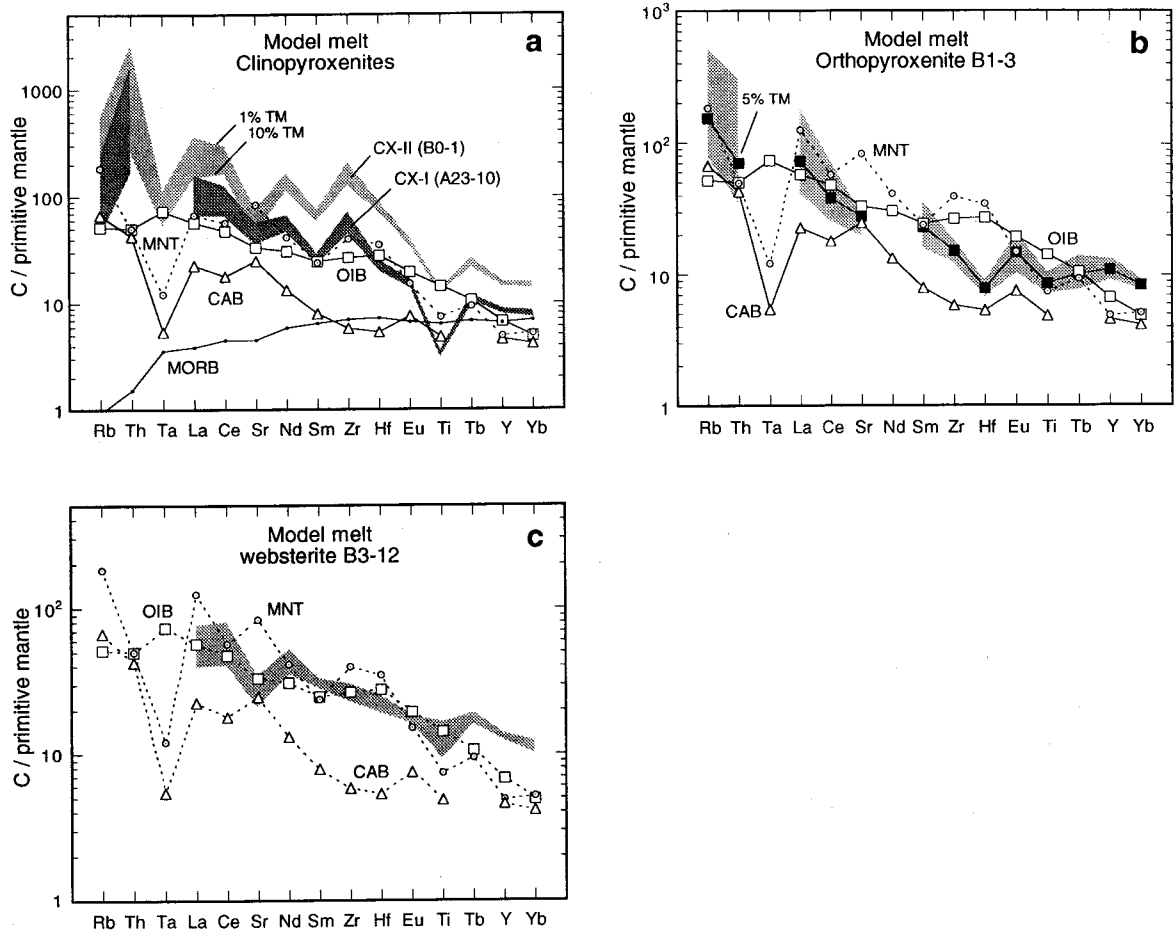 a
Model melt
Clinopyroxenites
1% TM
10% TM
CX-II (B0-1)
CX-I (A23-10)
MNT
OIB
CAB
MORB
1000
100
10
1
C / primitive mantle
Rb Th Ta La Ce Sr Nd Sm Zr Hf Eu Ti Tb Y Yb
b
Model melt
Orthopyroxenite B1-3
5% TM
MNT
OIB
CAB
10³
10²
10
1
C / primitive mantle
Rb Th Ta La Ce Sr Nd Sm Zr Hf Eu Ti Tb Y Yb
c
Model melt
websterite B3-12
OIB
MNT
CAB
10²
10
1
C / primitive mantle
Rb Th Ta La Ce Sr Nd Sm Zr Hf Eu Ti Tb Y Yb